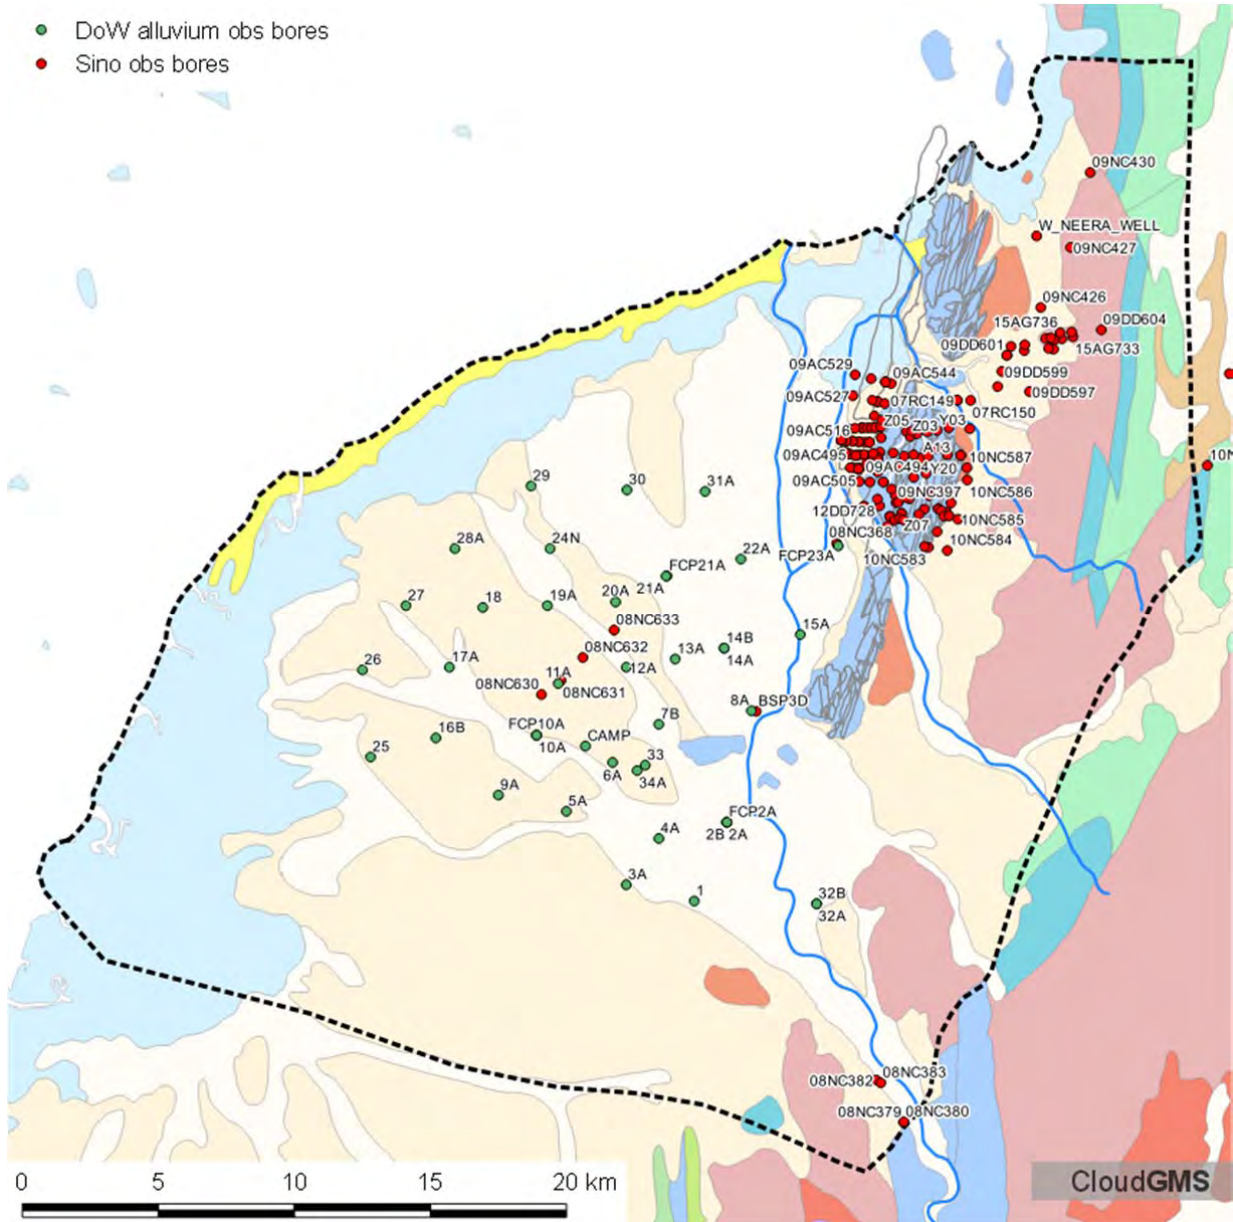 DoW alluvium obs bores
Sino obs bores
09NC430
W_NEERA_WELL
09NC427
09NC426
15AG736
09DD604
09DD601
15AG733
09AC529
09AC544
09DD599
09AC527
07RC149
09DD597
07RC150
Z05
Z03
Y03
09AC516
A13
09AC495
09AC494
Y20
10NC587
09AC505
09NC397
10NC586
29
30
31A
12DD728
Z07
10NC585
08NC368
10NC584
28A
24N
22A
FCP23A
10NC583
FCP21A
21A
27
18
19A
20A
08NC633
15A
14B
14A
13A
08NC632
12A
17A
26
11A
08NC630
08NC631
8A
BSP3D
7B
FCP10A
10A
16B
CAMP
25
33
6A
34A
9A
5A
FCP2A
2B 2A
4A
3A
1
32B
32A
08NC382
08NC383
08NC379
08NC380
0 5 10 15 20 km
CloudGMS